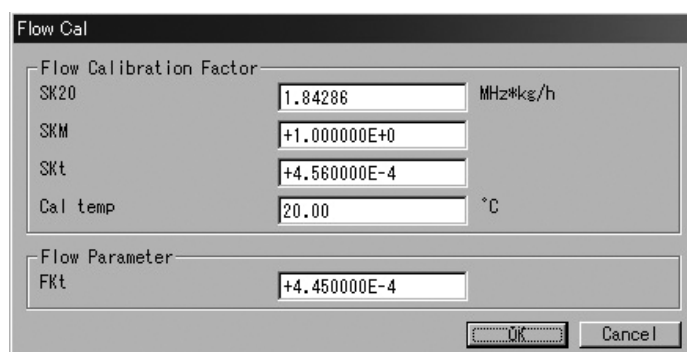 Flow Cal
Flow Calibration Factor
SK20 1.84286 MHz*kg/h
SKM +1.000000E+0
SKt +4.560000E-4
Cal temp 20.00 °C
Flow Parameter
FKt +4.450000E-4
OK Cancel